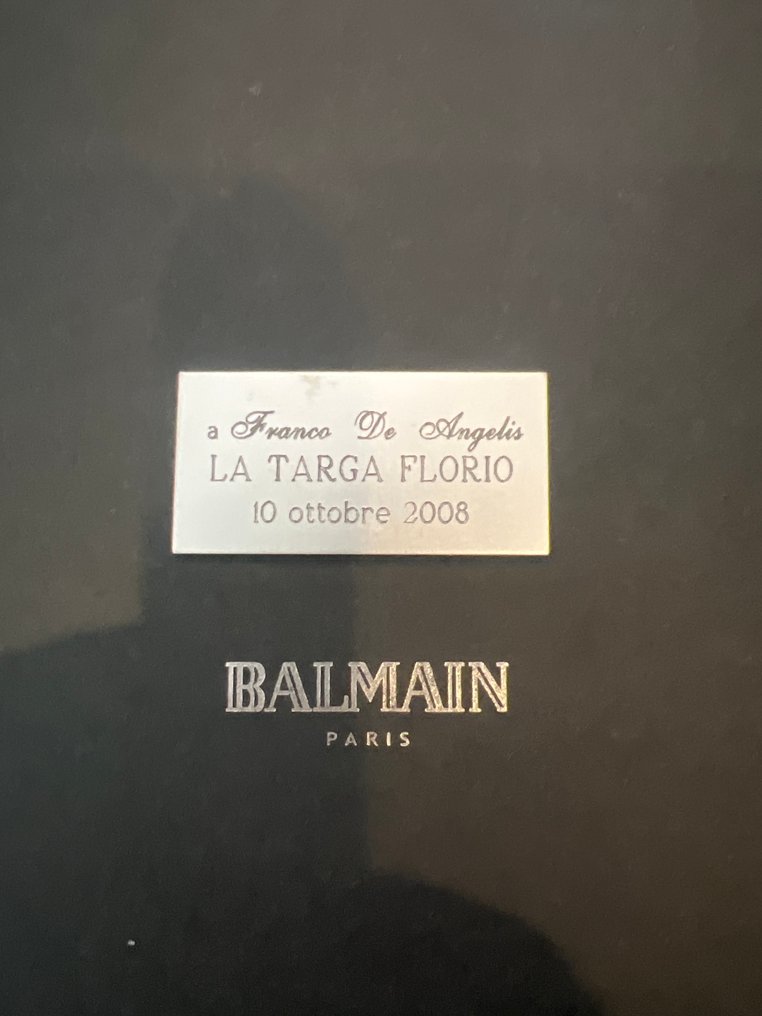 a Franco De Angelis
LA TARGA FLORIO
10 ottobre 2008
BALMAIN
PARIS